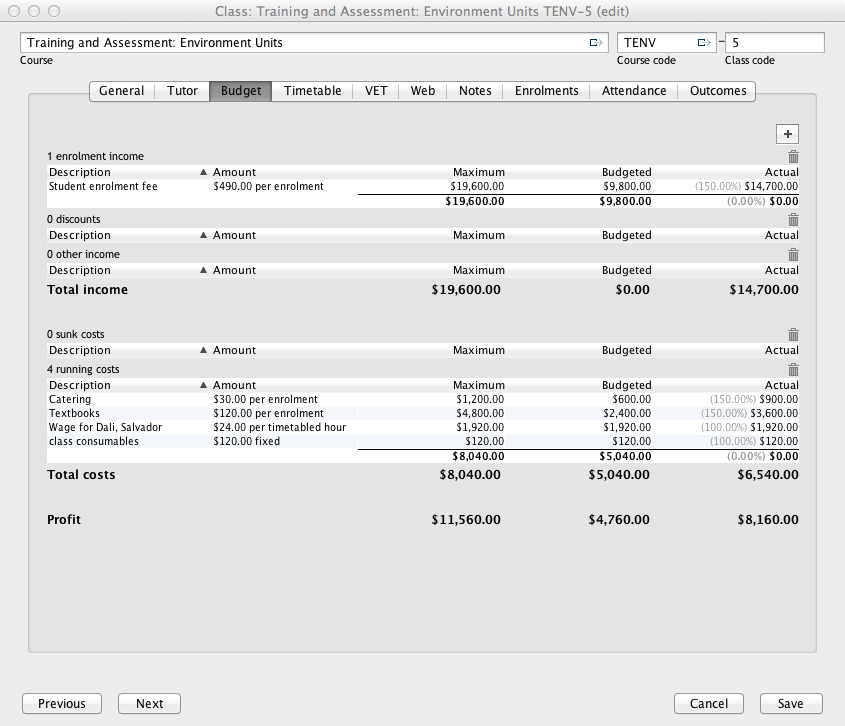 Class: Training and Assessment: Environment Units TENV-5 (edit)
Training and Assessment: Environment Units TENV - 5
Course Course code Class code
General Tutor Budget Timetable VET Web Notes Enrolments Attendance Outcomes
+
1 enrolment income
Description ▲ Amount Maximum Budgeted Actual
Student enrolment fee $490.00 per enrolment $19,600.00 $9,800.00 (150.00%) $14,700.00
$19,600.00 $9,800.00 (0.00%) $0.00
0 discounts
Description ▲ Amount Maximum Budgeted Actual
0 other income
Description ▲ Amount Maximum Budgeted Actual
Total income $19,600.00 $0.00 $14,700.00
0 sunk costs
Description ▲ Amount Maximum Budgeted Actual
4 running costs
Description ▲ Amount Maximum Budgeted Actual
Catering $30.00 per enrolment $1,200.00 $600.00 (150.00%) $900.00
Textbooks $120.00 per enrolment $4,800.00 $2,400.00 (150.00%) $3,600.00
Wage for Dali, Salvador $24.00 per timetabled hour $1,920.00 $1,920.00 (100.00%) $1,920.00
class consumables $120.00 fixed $120.00 $120.00 (100.00%) $120.00
$8,040.00 $5,040.00 (0.00%) $0.00
Total costs $8,040.00 $5,040.00 $6,540.00
Profit $11,560.00 $4,760.00 $8,160.00
Previous Next Cancel Save